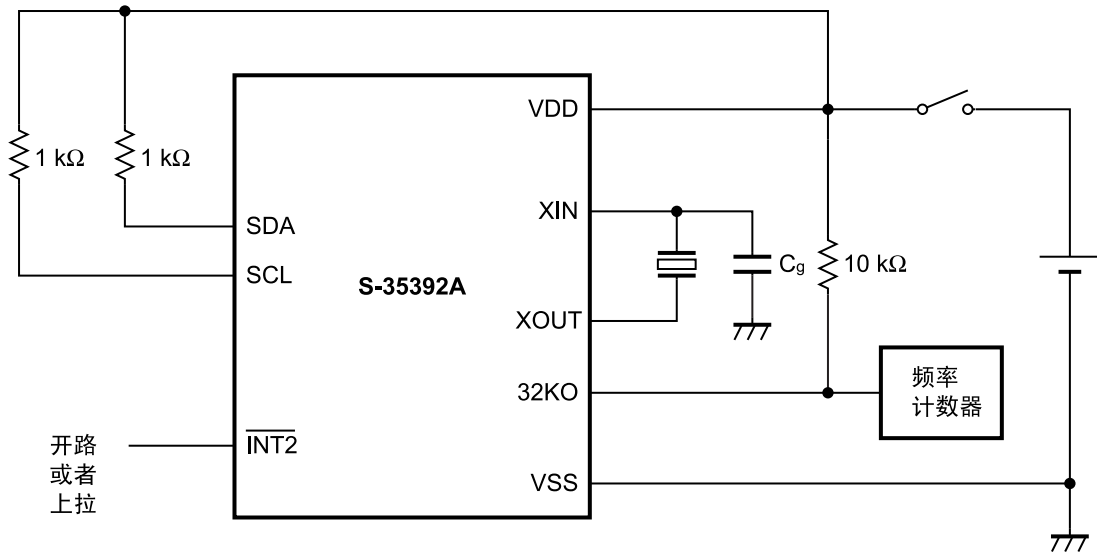 1 kΩ
1 kΩ
SDA
SCL
S-35392A
VDD
XIN
XOUT
32KO
VSS
INT2
开路
或者
上拉
Cg
10 kΩ
频率
计数器